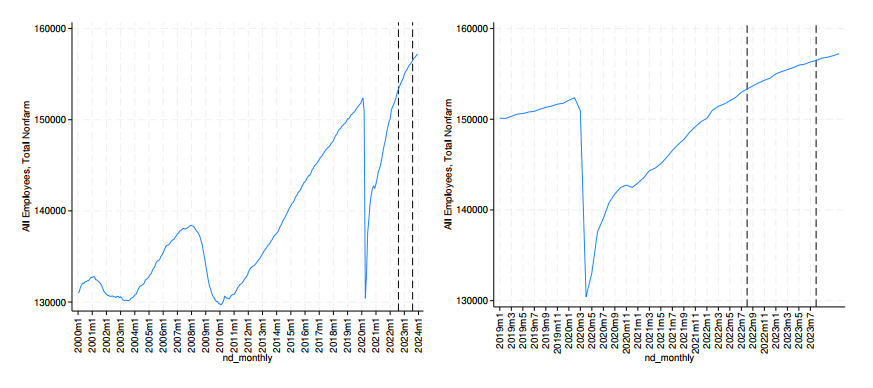 All Employees, Total Nonfarm
160000
150000
140000
130000
2000m1
2001m1
2002m1
2003m1
2004m1
2005m1
2006m1
2007m1
2008m1
2009m1
2010m1
2011m1
2012m1
2013m1
2014m1
2015m1
2016m1
2017m1
2018m1
2019m1
2020m1
2021m1
2022m1
2023m1
2024m1
nd_monthly
All Employees, Total Nonfarm
160000
150000
140000
130000
2019m1
2019m3
2019m5
2019m7
2019m9
2019m11
2020m1
2020m3
2020m5
2020m7
2020m9
2020m11
2021m1
2021m3
2021m5
2021m7
2021m9
2021m11
2022m1
2022m3
2022m5
2022m7
2022m9
2022m11
2023m1
2023m3
2023m5
2023m7
nd_monthly